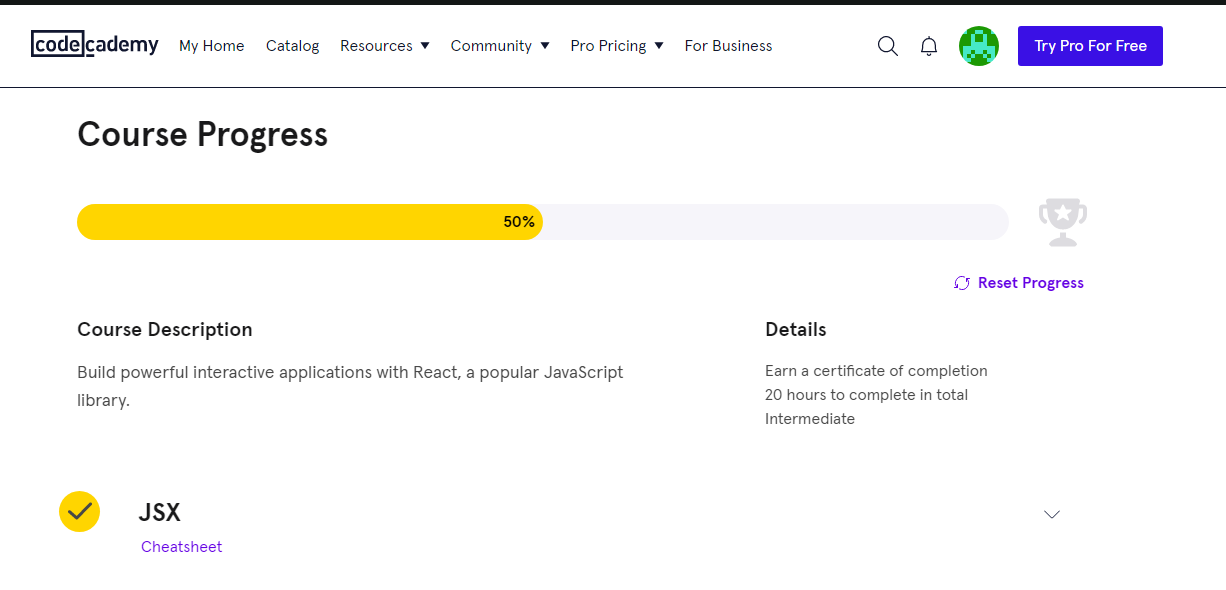 codecademy My Home Catalog Resources Community Pro Pricing For Business Try Pro For Free
Course Progress
50%
Reset Progress
Course Description
Build powerful interactive applications with React, a popular JavaScript
library.
Details
Earn a certificate of completion
20 hours to complete in total
Intermediate
JSX
Cheatsheet